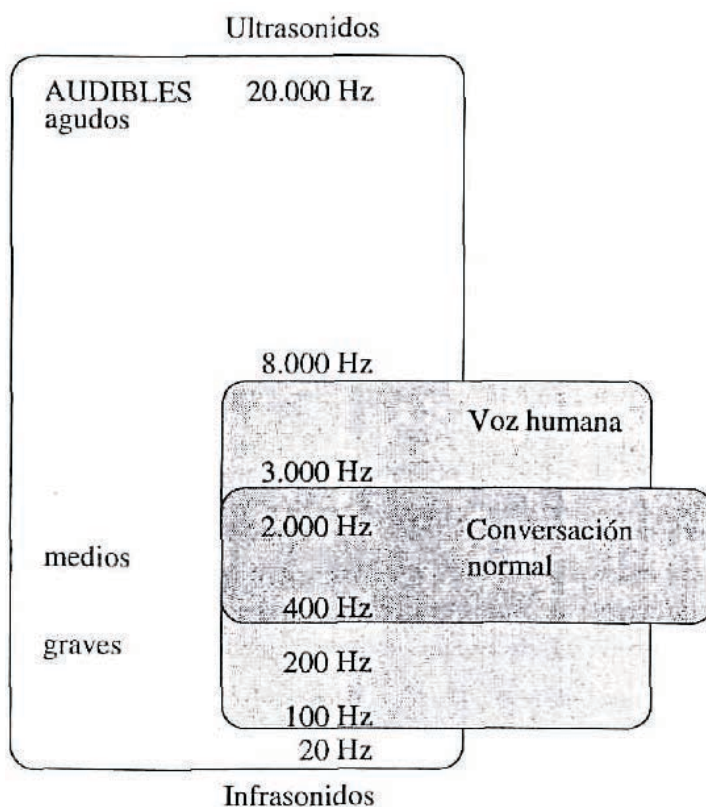 Ultrasonidos
AUDIBLES 20.000 Hz
agudos
8.000 Hz
Voz humana
3.000 Hz
2.000 Hz Conversación
medios normal
400 Hz
graves 200 Hz
100 Hz
20 Hz
Infrasonidos